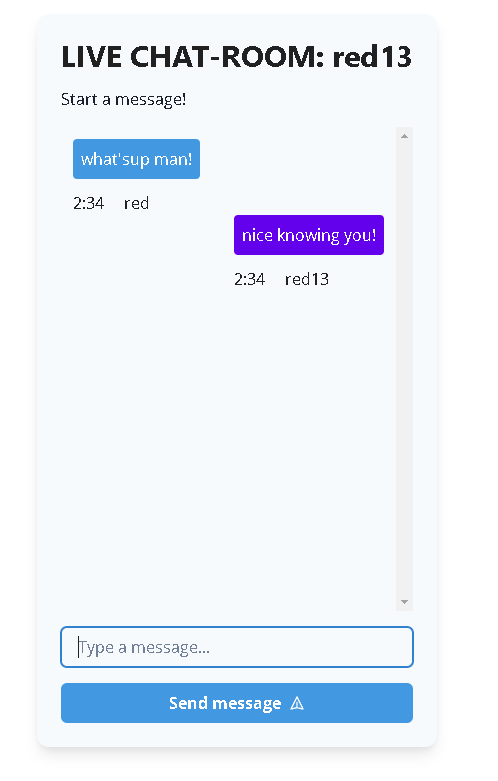 LIVE CHAT-ROOM: red13
Start a message!
what'sup man!
2:34 red
nice knowing you!
2:34 red13
Type a message...
Send message